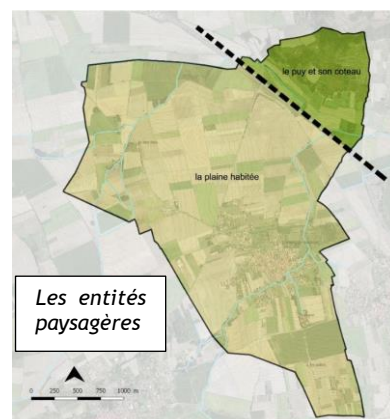 le puy et son coteau
la plaine habitée
Les entités
paysagères
0 250 500 750 1000 m